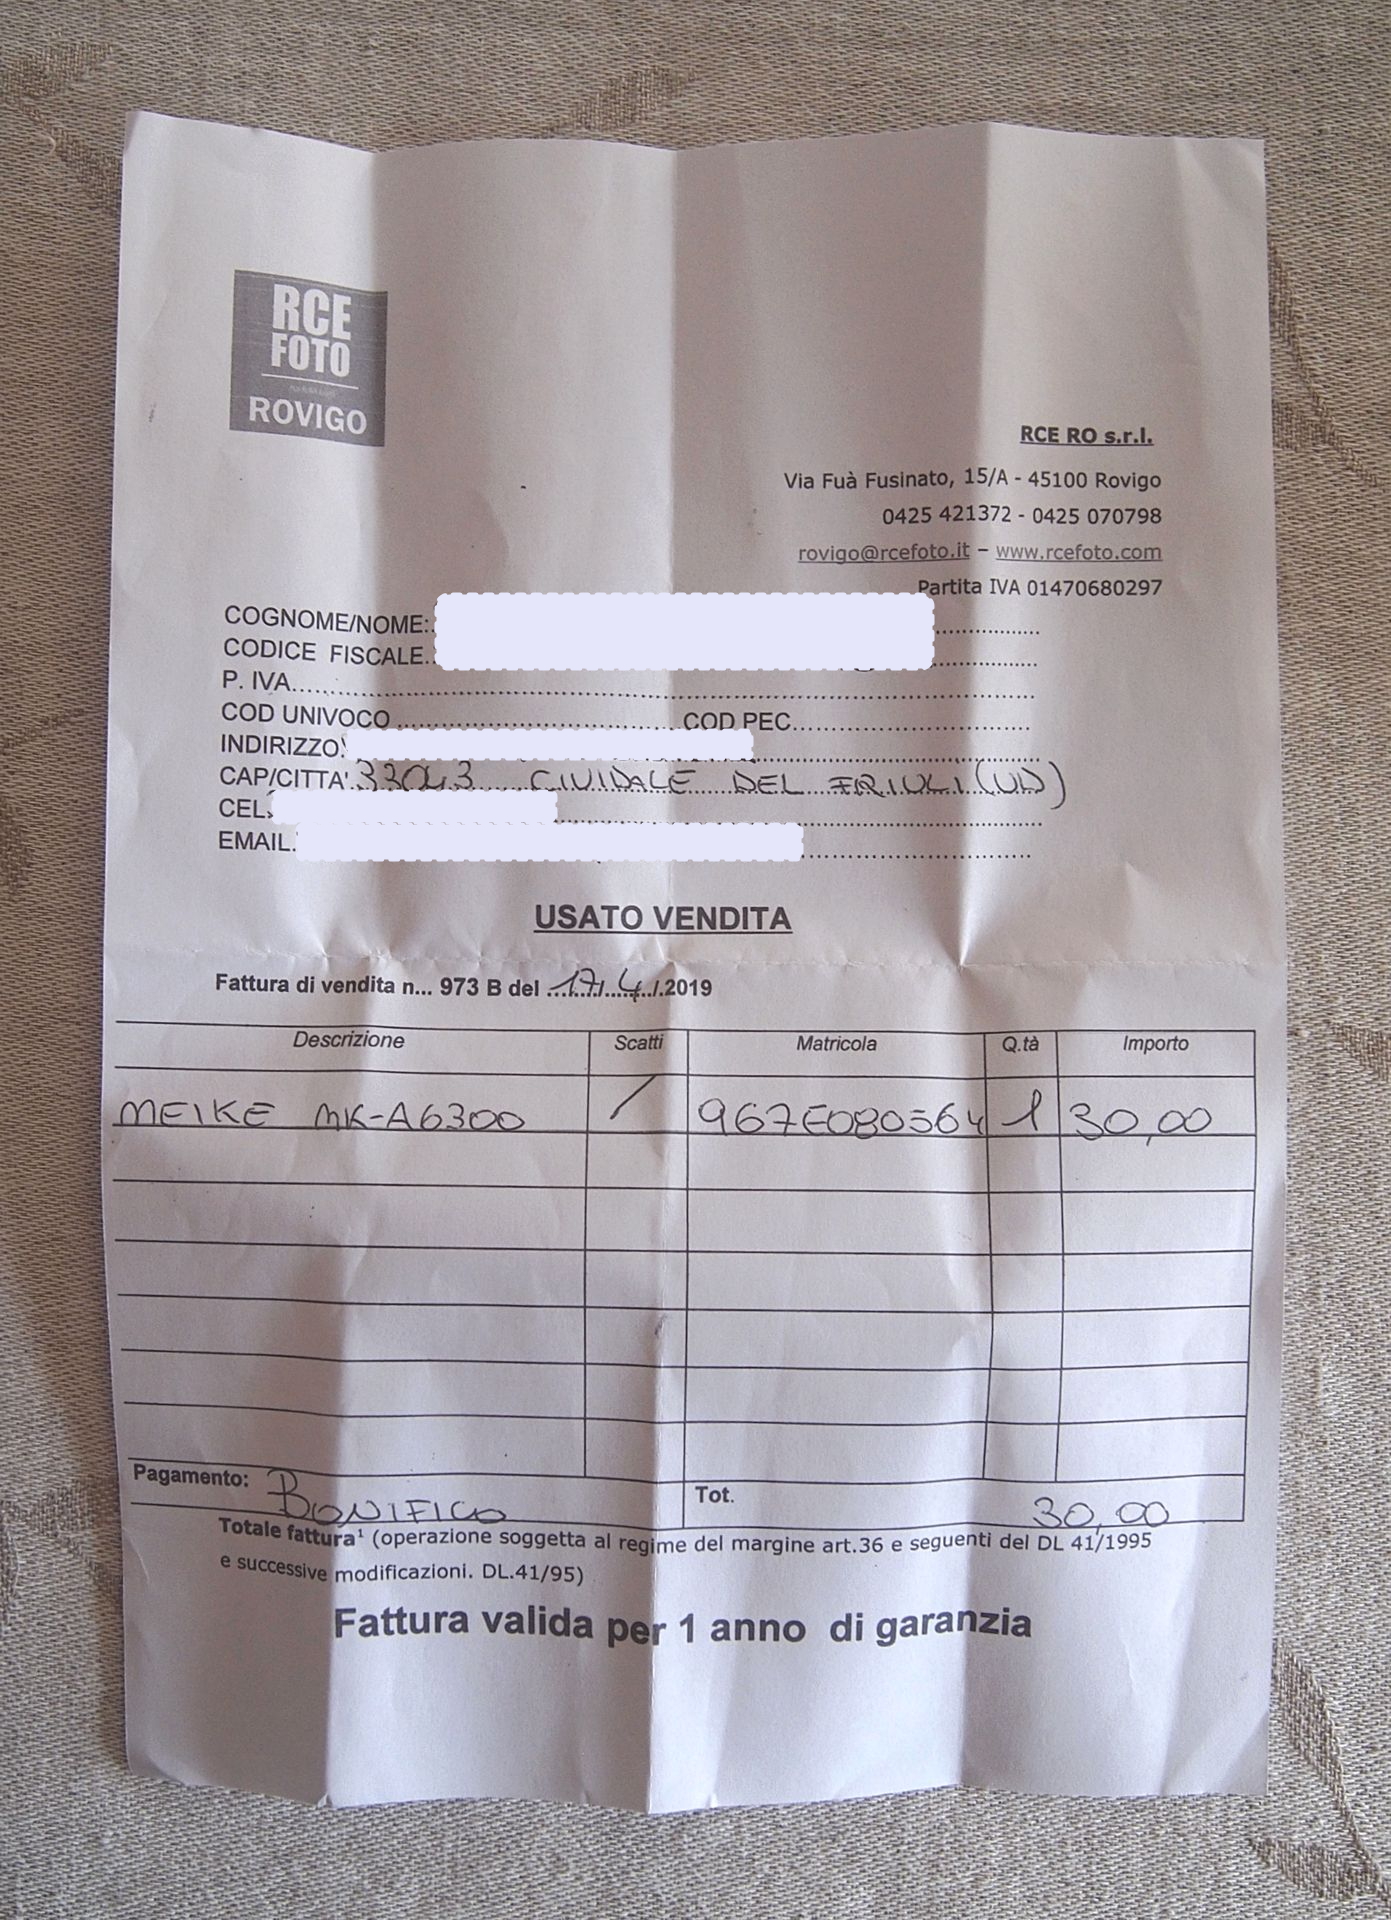 RCE
FOTO
ROVIGO
RCE RO s.r.l.
Via Fuà Fusinato, 15/A - 45100 Rovigo
0425 421372 - 0425 070798
rovigo@rcefoto.it – www.rcefoto.com
Partita IVA 01470680297
COGNOME/NOME:
CODICE FISCALE
P. IVA
COD UNIVOCO COD PEC
INDIRIZZO
CAP/CITTA' 33043 CIVIDALE DEL FRIULI (UD)
CEL
EMAIL
USATO VENDITA
Fattura di vendita n... 973 B del 17/4/2019
Descrizione Scatti Matricola Q.tà Importo
MEIKE MK-A6300 / 967E080564 1 30,00
Pagamento: BONIFICO Tot. 30,00
Totale fattura¹ (operazione soggetta al regime del margine art.36 e seguenti del DL 41/1995
e successive modificazioni. DL.41/95)
Fattura valida per 1 anno di garanzia